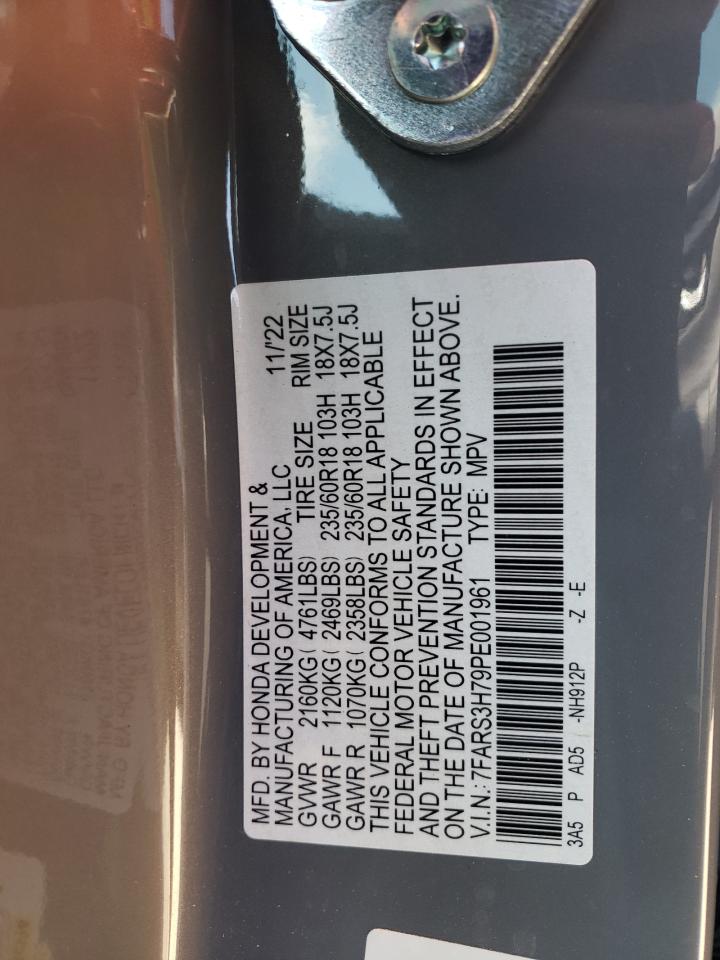 MFD. BY HONDA DEVELOPMENT &
MANUFACTURING OF AMERICA, LLC 11/'22
GVWR 2160KG( 4761LBS) TIRE SIZE RIM SIZE
GAWR F 1120KG( 2469LBS) 235/60R18 103H 18X7.5J
GAWR R 1070KG( 2358LBS) 235/60R18 103H 18X7.5J
THIS VEHICLE CONFORMS TO ALL APPLICABLE
FEDERAL MOTOR VEHICLE SAFETY
AND THEFT PREVENTION STANDARDS IN EFFECT
ON THE DATE OF MANUFACTURE SHOWN ABOVE.
V.I.N.: 7FARS3H79PE001961 TYPE: MPV
3A5 P AD5 -NH912P -Z -E